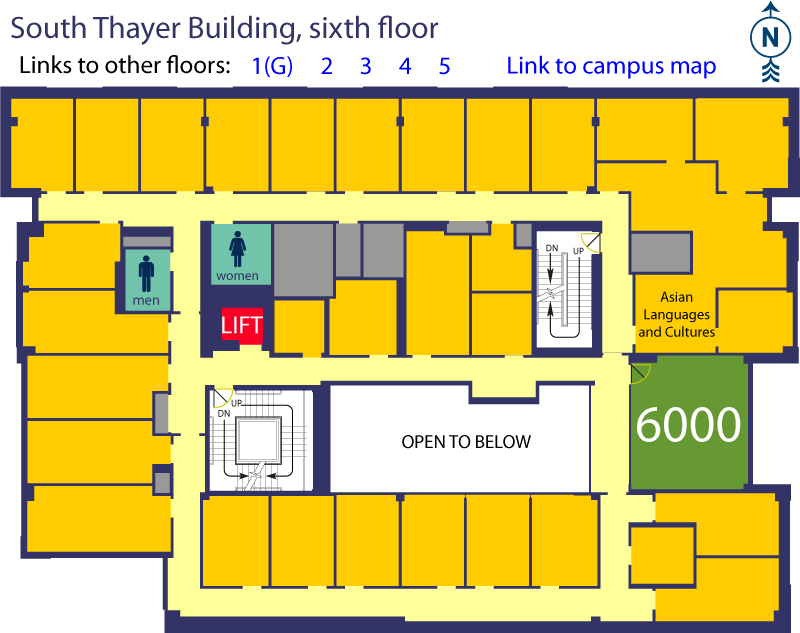 South Thayer Building, sixth floor
N
Links to other floors: 1(G) 2 3 4 5 Link to campus map
women
men
DN UP
LIFT
Asian
Languages
and Cultures
UP
DN
6000
OPEN TO BELOW